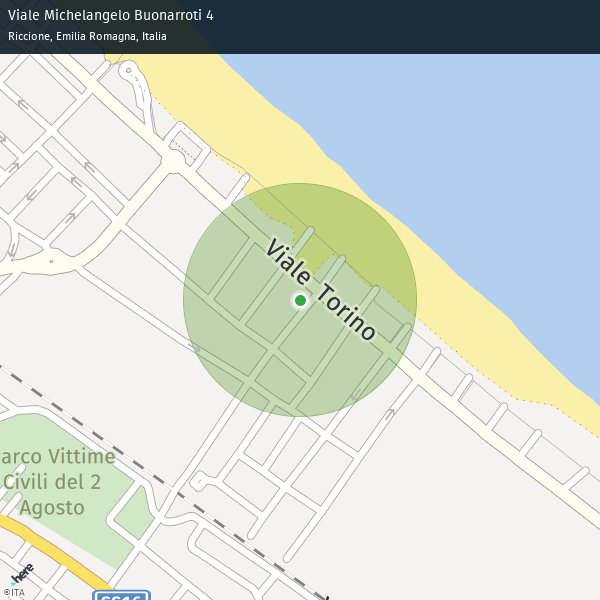 Viale Michelangelo Buonarroti 4
Riccione, Emilia Romagna, Italia
Viale Torino
arco Vittime
Civili del 2
Agosto
SS16
here
©ITA